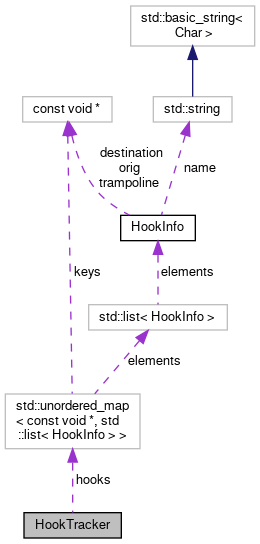 std::basic_string<
Char >
const void *
std::string
destination
orig
trampoline
name
HookInfo
keys
elements
std::list< HookInfo >
elements
std::unordered_map
< const void *, std
::list< HookInfo > >
hooks
HookTracker